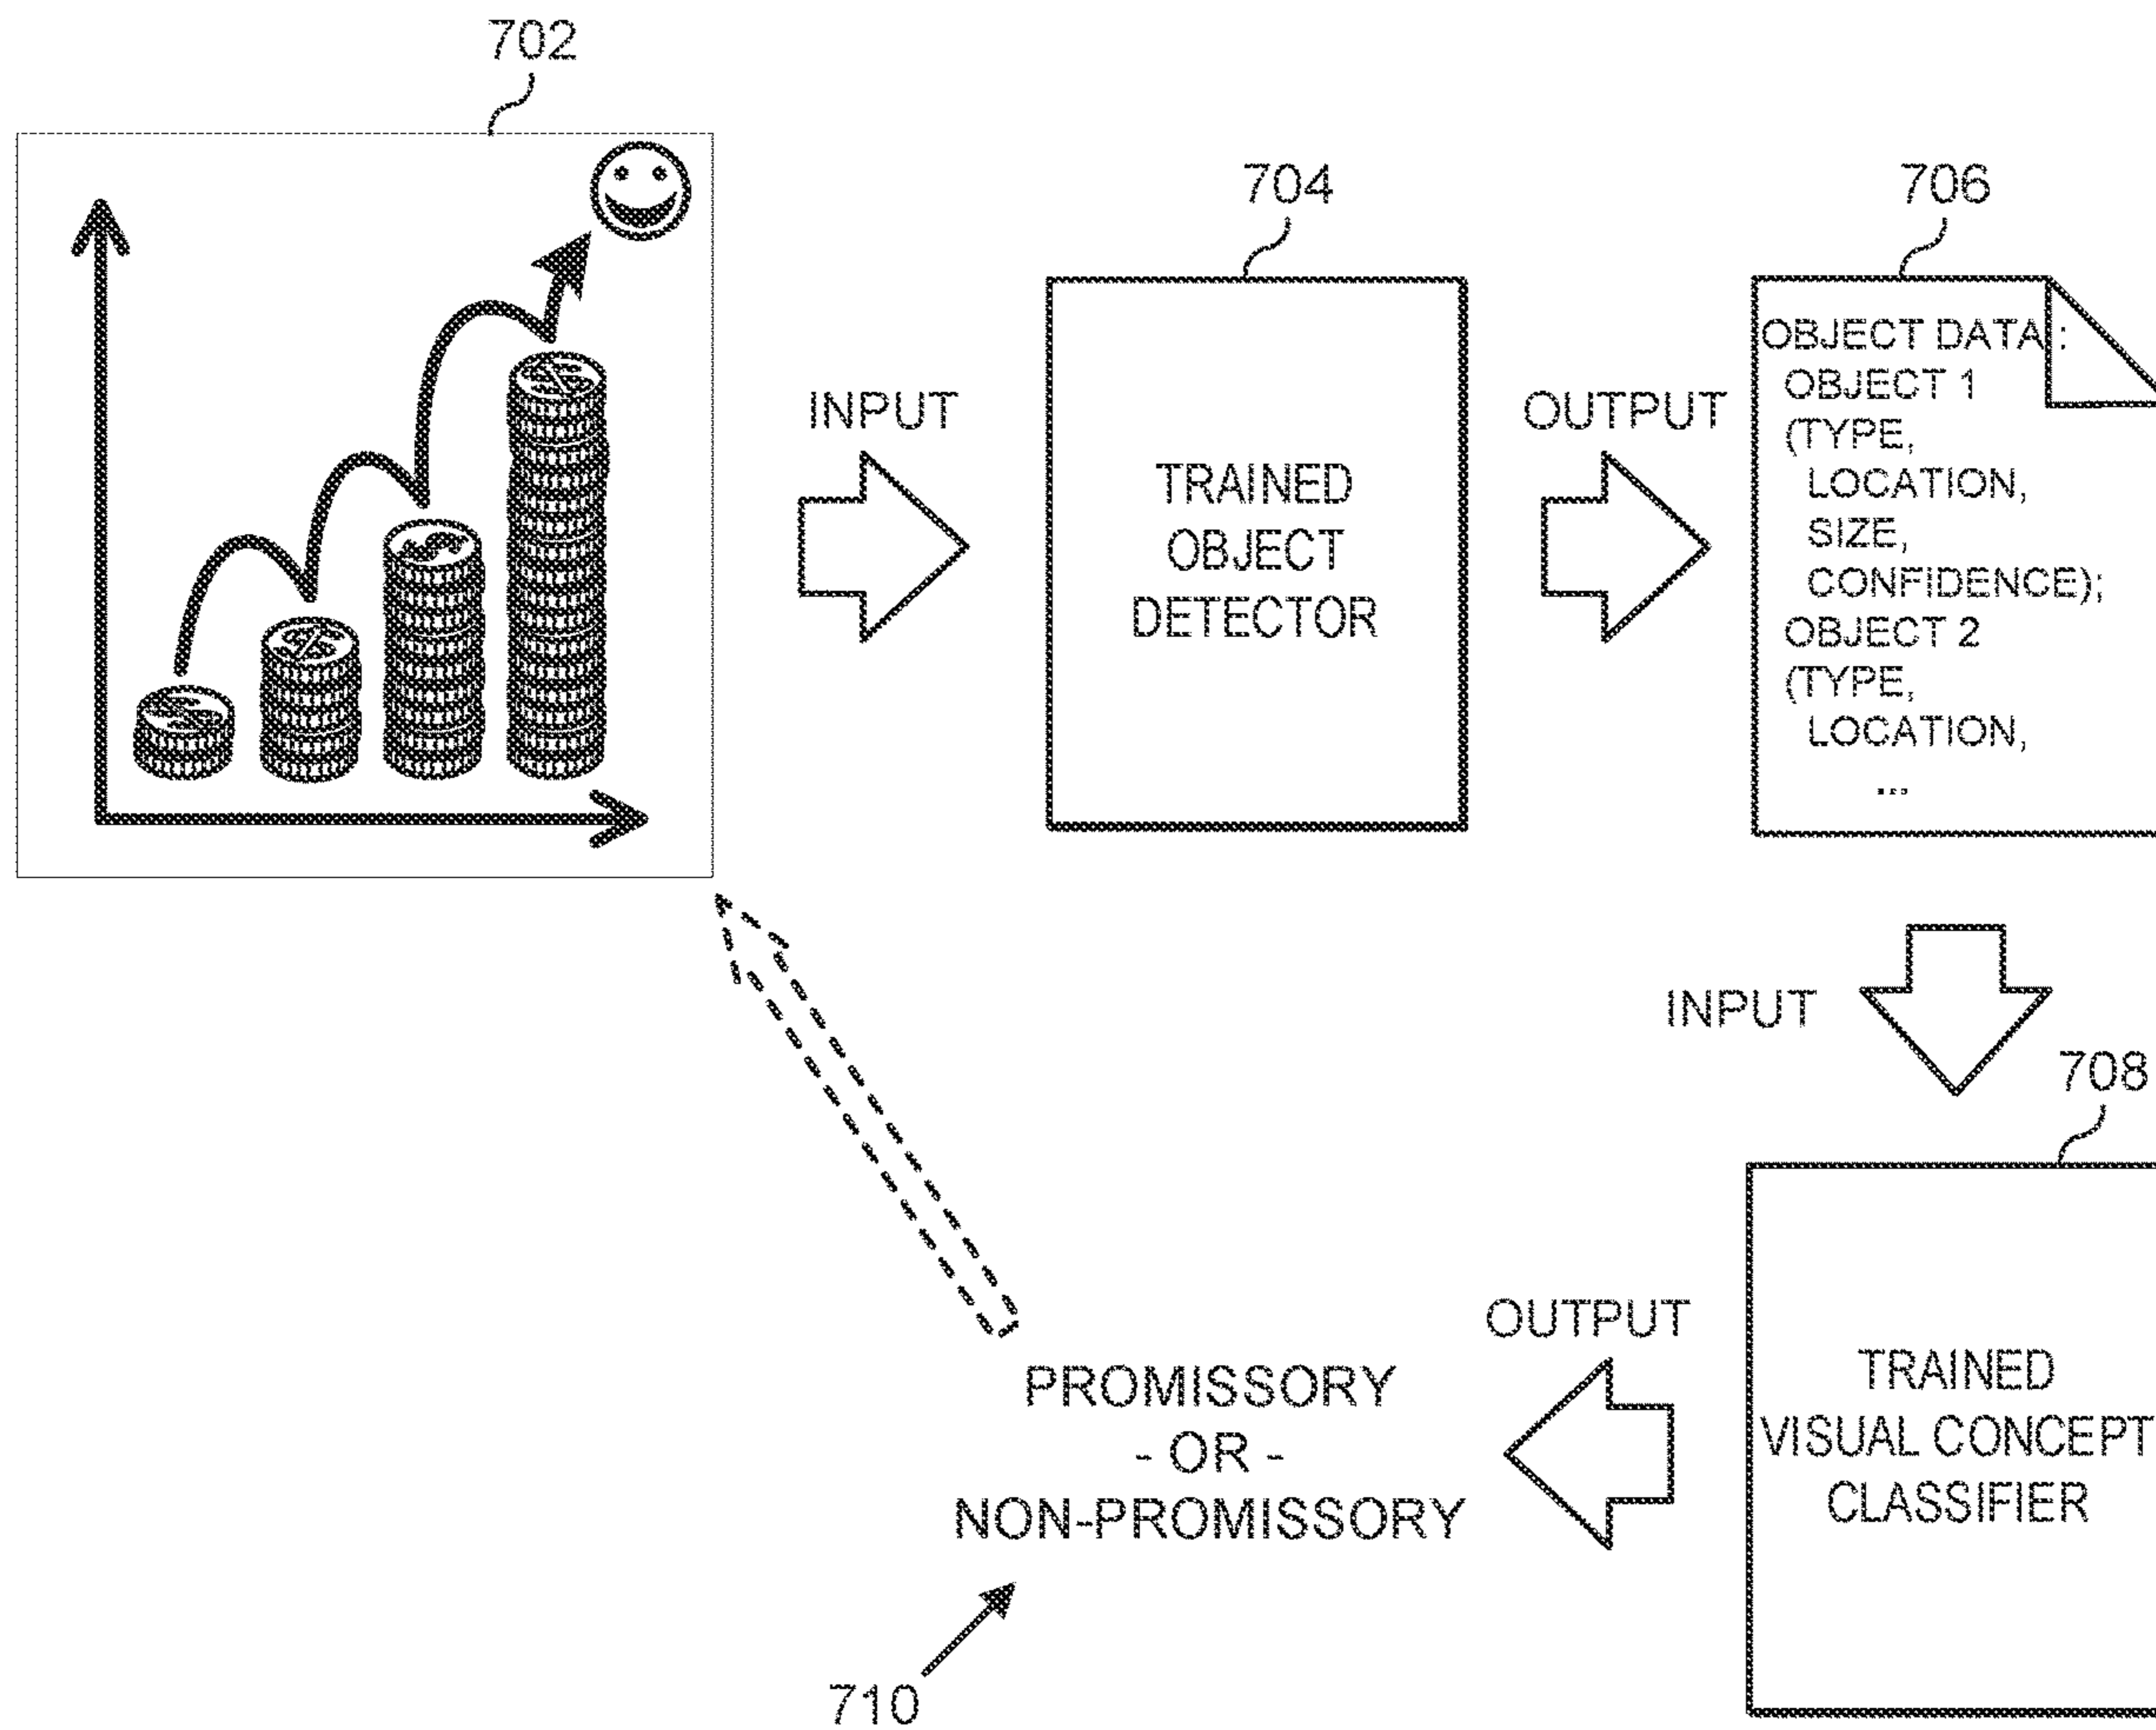 702
704
706
INPUT
TRAINED
OBJECT
DETECTOR
OUTPUT
OBJECT DATA :
OBJECT 1
(TYPE,
LOCATION,
SIZE,
CONFIDENCE);
OBJECT 2
(TYPE,
LOCATION,
...
INPUT
708
TRAINED
VISUAL CONCEPT
CLASSIFIER
OUTPUT
PROMISSORY
- OR -
NON-PROMISSORY
710